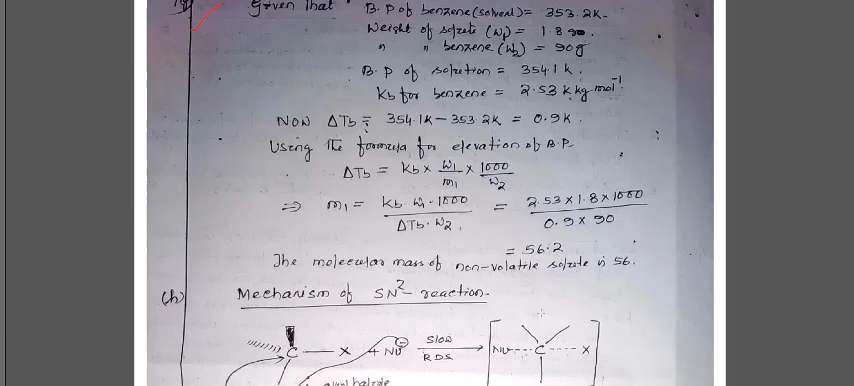 Given that B.P of benzene (solvent) = 353.2K.
Weight of solute (W1) = 1.8 gm.
" " benzene (W2) = 90g
B.P of solution = 354.1 k.
Kb for benzene = 2.53 K kg mol⁻¹.
NOW ΔTb = 354.1K - 353.2K = 0.9K.
Using the formula for elevation of B.P.
ΔTb = Kb × W1/m1 × 1000/W2
⇒ m1 = Kb. W1. 1000 / ΔTb. W2. = 2.53 × 1.8 × 1000 / 0.9 × 90
= 56.2
The molecular mass of non-volatile solute is 56.
(h) Mechanism of SN² reaction.
C — X + Nu⊖ Slow R.D.S [Nu---- C ---- X]
halide